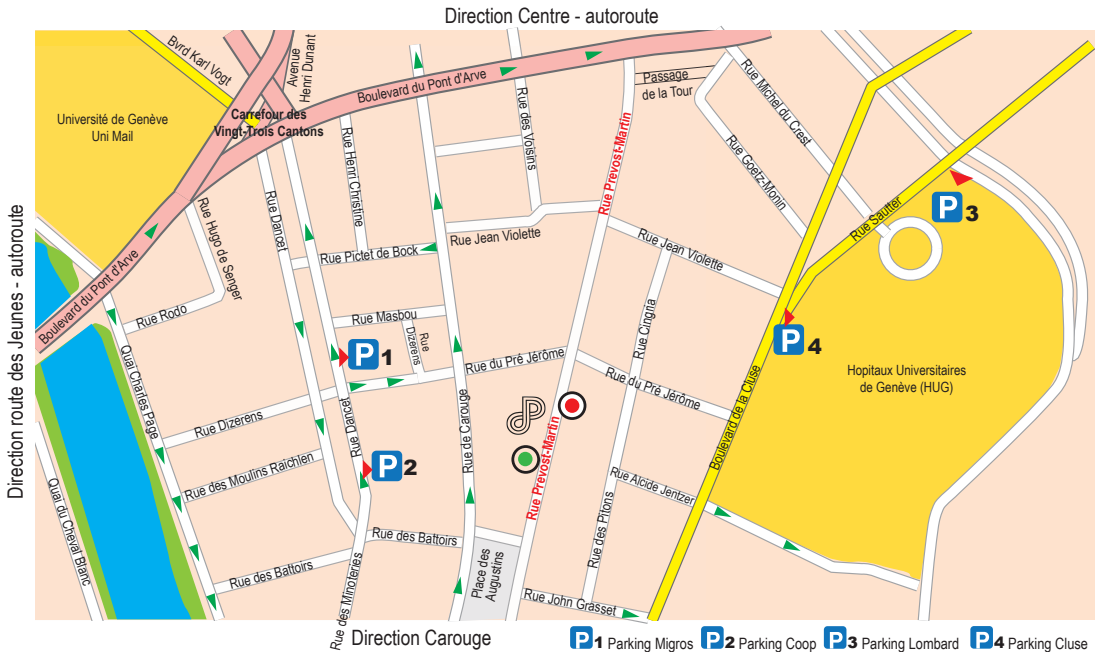 Direction Centre - autoroute
Bvrd Karl Vogt
Avenue
Henri Dunant
Boulevard du Pont d'Arve
Passage
de la Tour
Rue Michel du Crest
Université de Genève
Uni Mail
Carrefour des
Vingt-Trois Cantons
Rue des Voisins
Rue Henri Christine
Rue Prevost-Martin
Rue Goetz-Monin
P3
Rue Sautter
Rue Hugo de Senger
Rue Dancet
Rue Jean Violette
Rue Jean Violette
Rue Pictet de Bock
Direction route des Jeunes - autoroute
Boulevard du Pont d'Arve
Rue Rodo
Rue Masbou
Rue
Dizerens
Rue Cingria
P4
P1
Rue du Pré Jérôme
Rue du Pré Jérôme
Hopitaux Universitaires
de Genève (HUG)
Quai Charles Page
Rue Dizerens
Rue Dancet
Rue de Carouge
Rue Prevost-Martin
Boulevard de la Cluse
P2
Rue des Moulins Raichlen
Rue Alcide Jentzer
Quai du Cheval Blanc
Rue des Pitons
Rue des Battoirs
Rue des Battoirs
Place des
Augustins
Rue des Minoteries
Rue John Grasset
Direction Carouge
P1 Parking Migros P2 Parking Coop P3 Parking Lombard P4 Parking Cluse